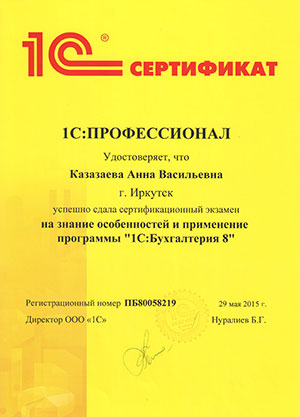 1С®
СЕРТИФИКАТ
1С:ПРОФЕССИОНАЛ
Удостоверяет, что
Казазаева Анна Васильевна
г. Иркутск
успешно сдала сертификационный экзамен
на знание особенностей и применение
программы "1С:Бухгалтерия 8"
Регистрационный номер ПБ80058219 29 мая 2015 г.
Директор ООО «1С» Нуралиев Б.Г.